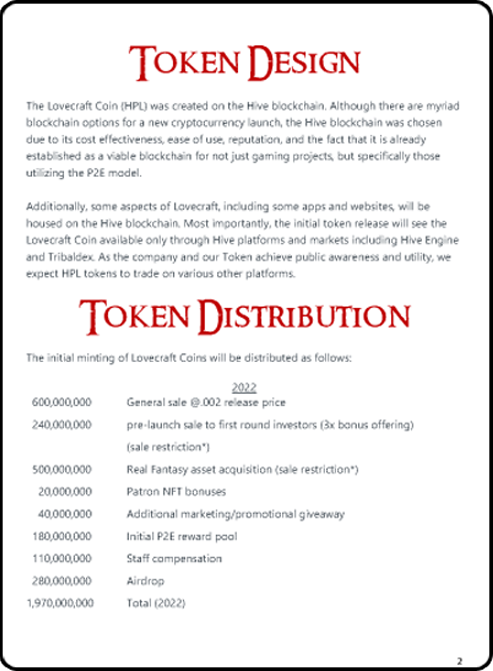 TOKEN DESIGN
The Lovecraft Coin (HPL) was created on the Hive blockchain. Although there are myriad
blockchain options for a new cryptocurrency launch, the Hive blockchain was chosen
due to its cost effectiveness, ease of use, reputation, and the fact that it is already
established as a viable blockchain for not just gaming projects, but specifically those
utilizing the P2E model.
Additionally, some aspects of Lovecraft, including some apps and websites, will be
housed on the Hive blockchain. Most importantly, the initial token release will see the
Lovecraft Coin available only through Hive platforms and markets including Hive Engine
and Tribaldex. As the company and our Token achieve public awareness and utility, we
expect HPL tokens to trade on various other platforms.
TOKEN DISTRIBUTION
The initial minting of Lovecraft Coins will be distributed as follows:
2022
600,000,000 General sale @.002 release price
240,000,000 pre-launch sale to first round investors (3x bonus offering)
(sale restriction*)
500,000,000 Real Fantasy asset acquisition (sale restriction*)
20,000,000 Patron NFT bonuses
40,000,000 Additional marketing/promotional giveaway
180,000,000 Initial P2E reward pool
110,000,000 Staff compensation
280,000,000 Airdrop
1,970,000,000 Total (2022)
2